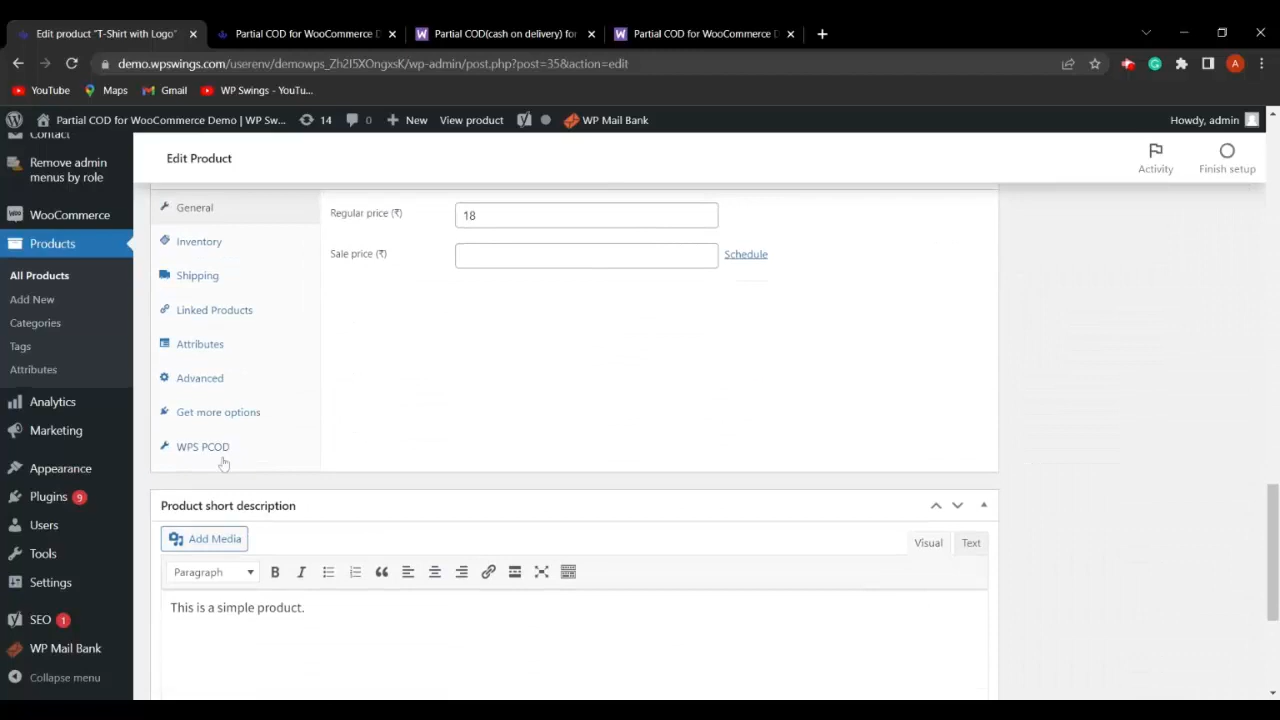 Edit product "T-Shirt with Logo"
Partial COD for WooCommerce D
Partial COD(cash on delivery) for
Partial COD for WooCommerce D
demo.wpswings.com/userenv/demowps_Zh2I5XOngxsK/wp-admin/post.php?post=35&action=edit
A
YouTube
Maps
Gmail
WP Swings - YouTu...
Partial COD for WooCommerce Demo | WP Sw...
14
0
New
View product
WP Mail Bank
Howdy, admin
Contact
Remove admin
menus by role
WooCommerce
Products
All Products
Add New
Categories
Tags
Attributes
Analytics
Marketing
Appearance
Plugins 9
Users
Tools
Settings
SEO 1
WP Mail Bank
Collapse menu
Edit Product
Activity
Finish setup
General
Inventory
Shipping
Linked Products
Attributes
Advanced
Get more options
WPS PCOD
Regular price (₹)
18
Sale price (₹)
Schedule
Product short description
Add Media
Visual
Text
Paragraph
This is a simple product.